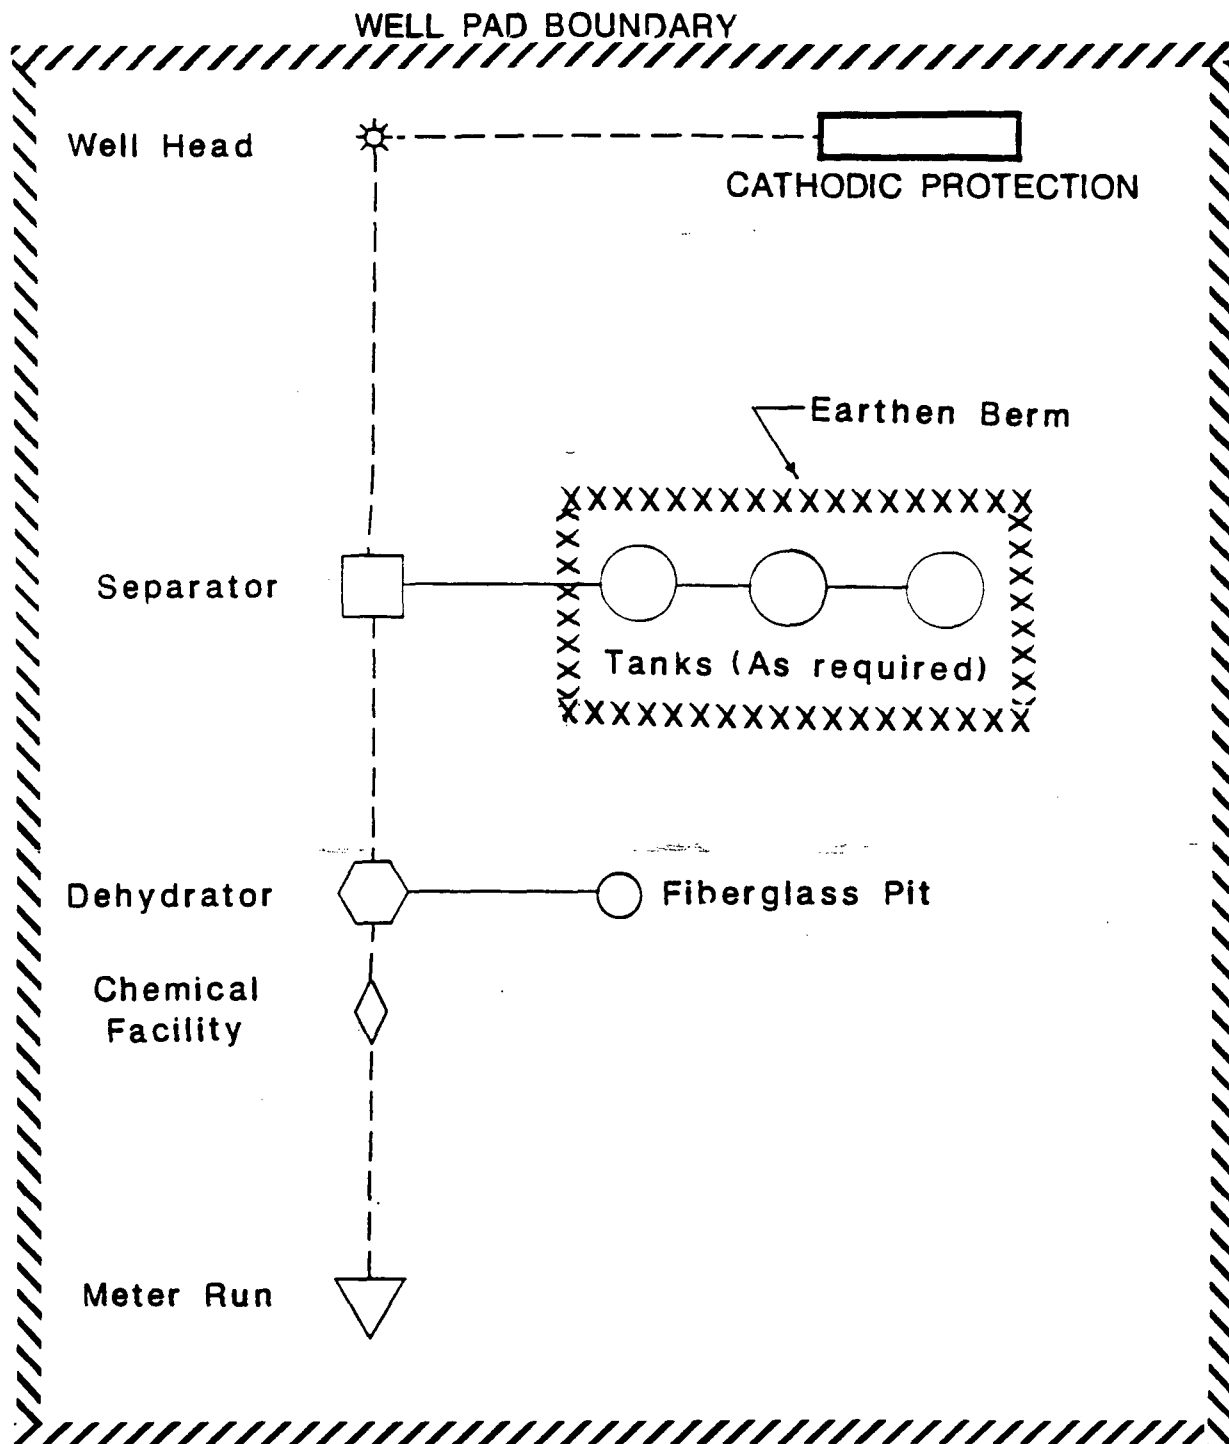 WELL PAD BOUNDARY
Well Head
CATHODIC PROTECTION
Earthen Berm
Separator
Tanks (As required)
Dehydrator
Fiberglass Pit
Chemical
Facility
Meter Run